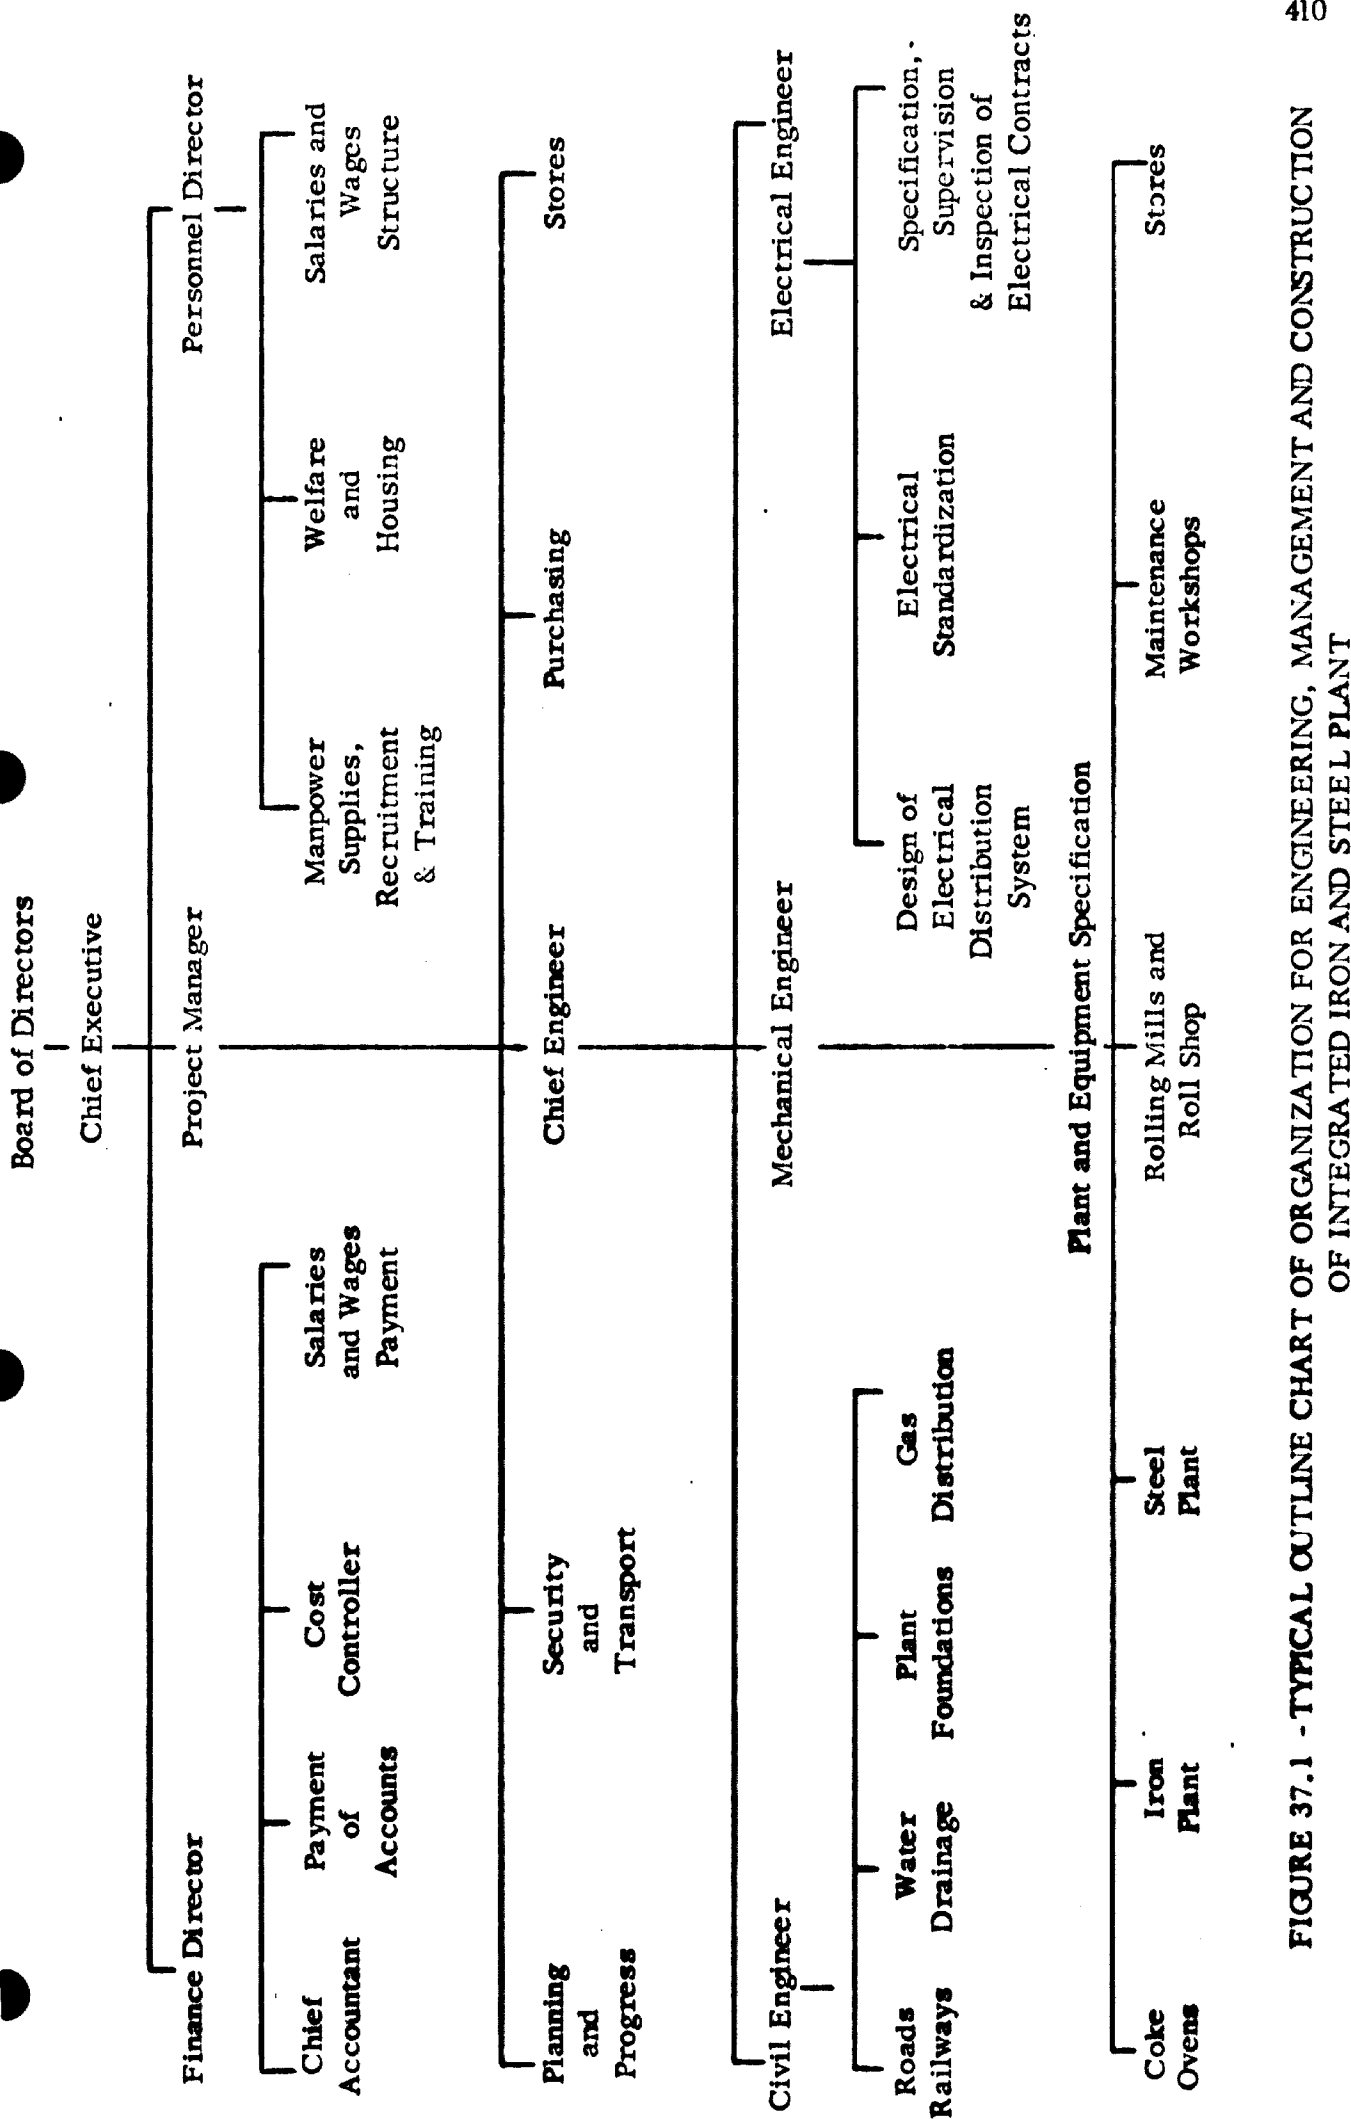 Board of Directors
Chief Executive
Finance Director
Project Manager
Personnel Director
Chief
Accountant
Payment
of
Accounts
Cost
Controller
Salaries
and Wages
Payment
Manpower
Supplies,
Recruitment
& Training
Welfare
and
Housing
Salaries and
Wages
Structure
Planning
and
Progress
Security
and
Transport
Chief Engineer
Purchasing
Stores
Civil Engineer
Mechanical Engineer
Electrical Engineer
Roads
Railways
Water
Drainage
Plant
Foundations
Gas
Distribution
Design of
Electrical
Distribution
System
Electrical
Standardization
Specification,
Supervision
& Inspection of
Electrical Contracts
Plant and Equipment Specification
Coke
Ovens
Iron
Plant
Steel
Plant
Rolling Mills and
Roll Shop
Maintenance
Workshops
Stores
FIGURE 37.1 - TYPICAL OUTLINE CHART OF ORGANIZATION FOR ENGINEERING, MANAGEMENT AND CONSTRUCTION
OF INTEGRATED IRON AND STEEL PLANT
410